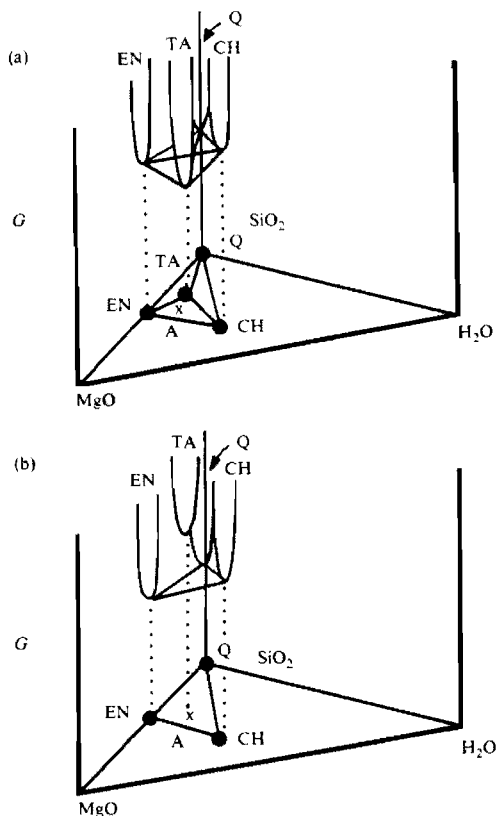 (a)
Q
TA
CH
EN
G
SiO₂
Q
TA
EN
x
A
CH
H₂O
MgO
(b)
Q
TA
CH
EN
G
SiO₂
Q
EN
x
A
CH
H₂O
MgO